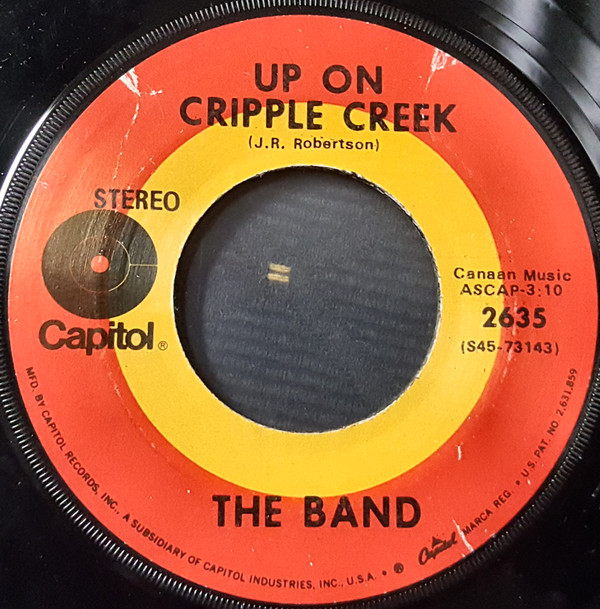 UP ON
CRIPPLE CREEK
(J.R. Robertson)
STEREO
Capitol®
Canaan Music
ASCAP-3:10
2635
(S45-73143)
THE BAND
MFD. BY CAPITOL RECORDS, INC., A SUBSIDIARY OF CAPITOL INDUSTRIES, INC., U.S.A. • ® Capitol MARCA REG. • U.S. PAT. NO. 2,631,859